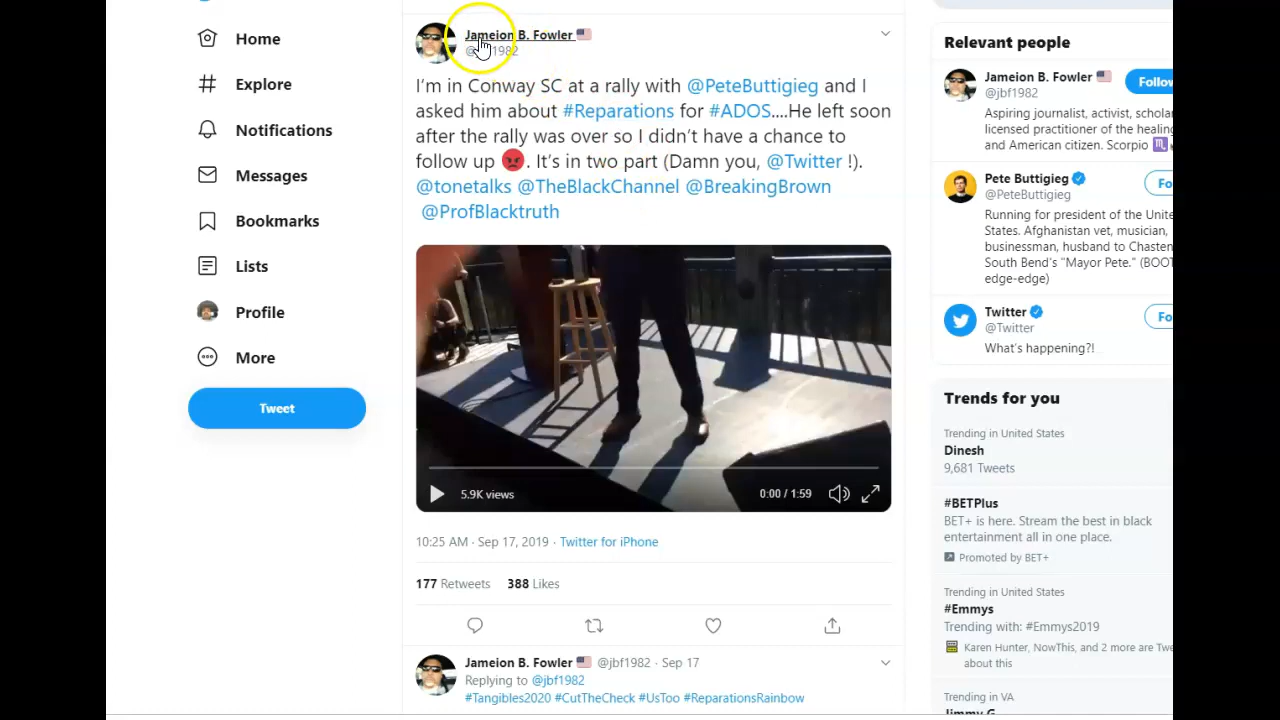 Home
Explore
Notifications
Messages
Bookmarks
Lists
Profile
More
Tweet
Jameion B. Fowler
I'm in Conway SC at a rally with @PeteButtigieg and I
asked him about #Reparations for #ADOS....He left soon
after the rally was over so I didn't have a chance to
follow up 😡. It's in two part (Damn you, @Twitter !).
@tonetalks @TheBlackChannel @BreakingBrown
@ProfBlacktruth
5.9K views
0:00 / 1:59
10:25 AM · Sep 17, 2019 · Twitter for iPhone
177 Retweets 388 Likes
Jameion B. Fowler @jbf1982 · Sep 17
Replying to @jbf1982
#Tangibles2020 #CutTheCheck #UsToo #ReparationsRainbow
Relevant people
Jameion B. Fowler
@jbf1982
Follow
Aspiring journalist, activist,
licensed practitioner of the
and American citizen. Scorpio ♏
Pete Buttigieg
@PeteButtigieg
Running for president of the
States. Afghanistan vet, musician,
businessman, husband to Chasten,
South Bend's "Mayor Pete." (BOOT
edge-edge)
Twitter
@Twitter
What's happening?!
Trends for you
Trending in United States
Dinesh
9,681 Tweets
#BETPlus
BET+ is here. Stream the best in black
entertainment all in one place.
Promoted by BET+
Trending in United States
#Emmys
Trending with: #Emmys2019
Karen Hunter, NowThis, and 2 more are
about this
Trending in VA
Jimmy G